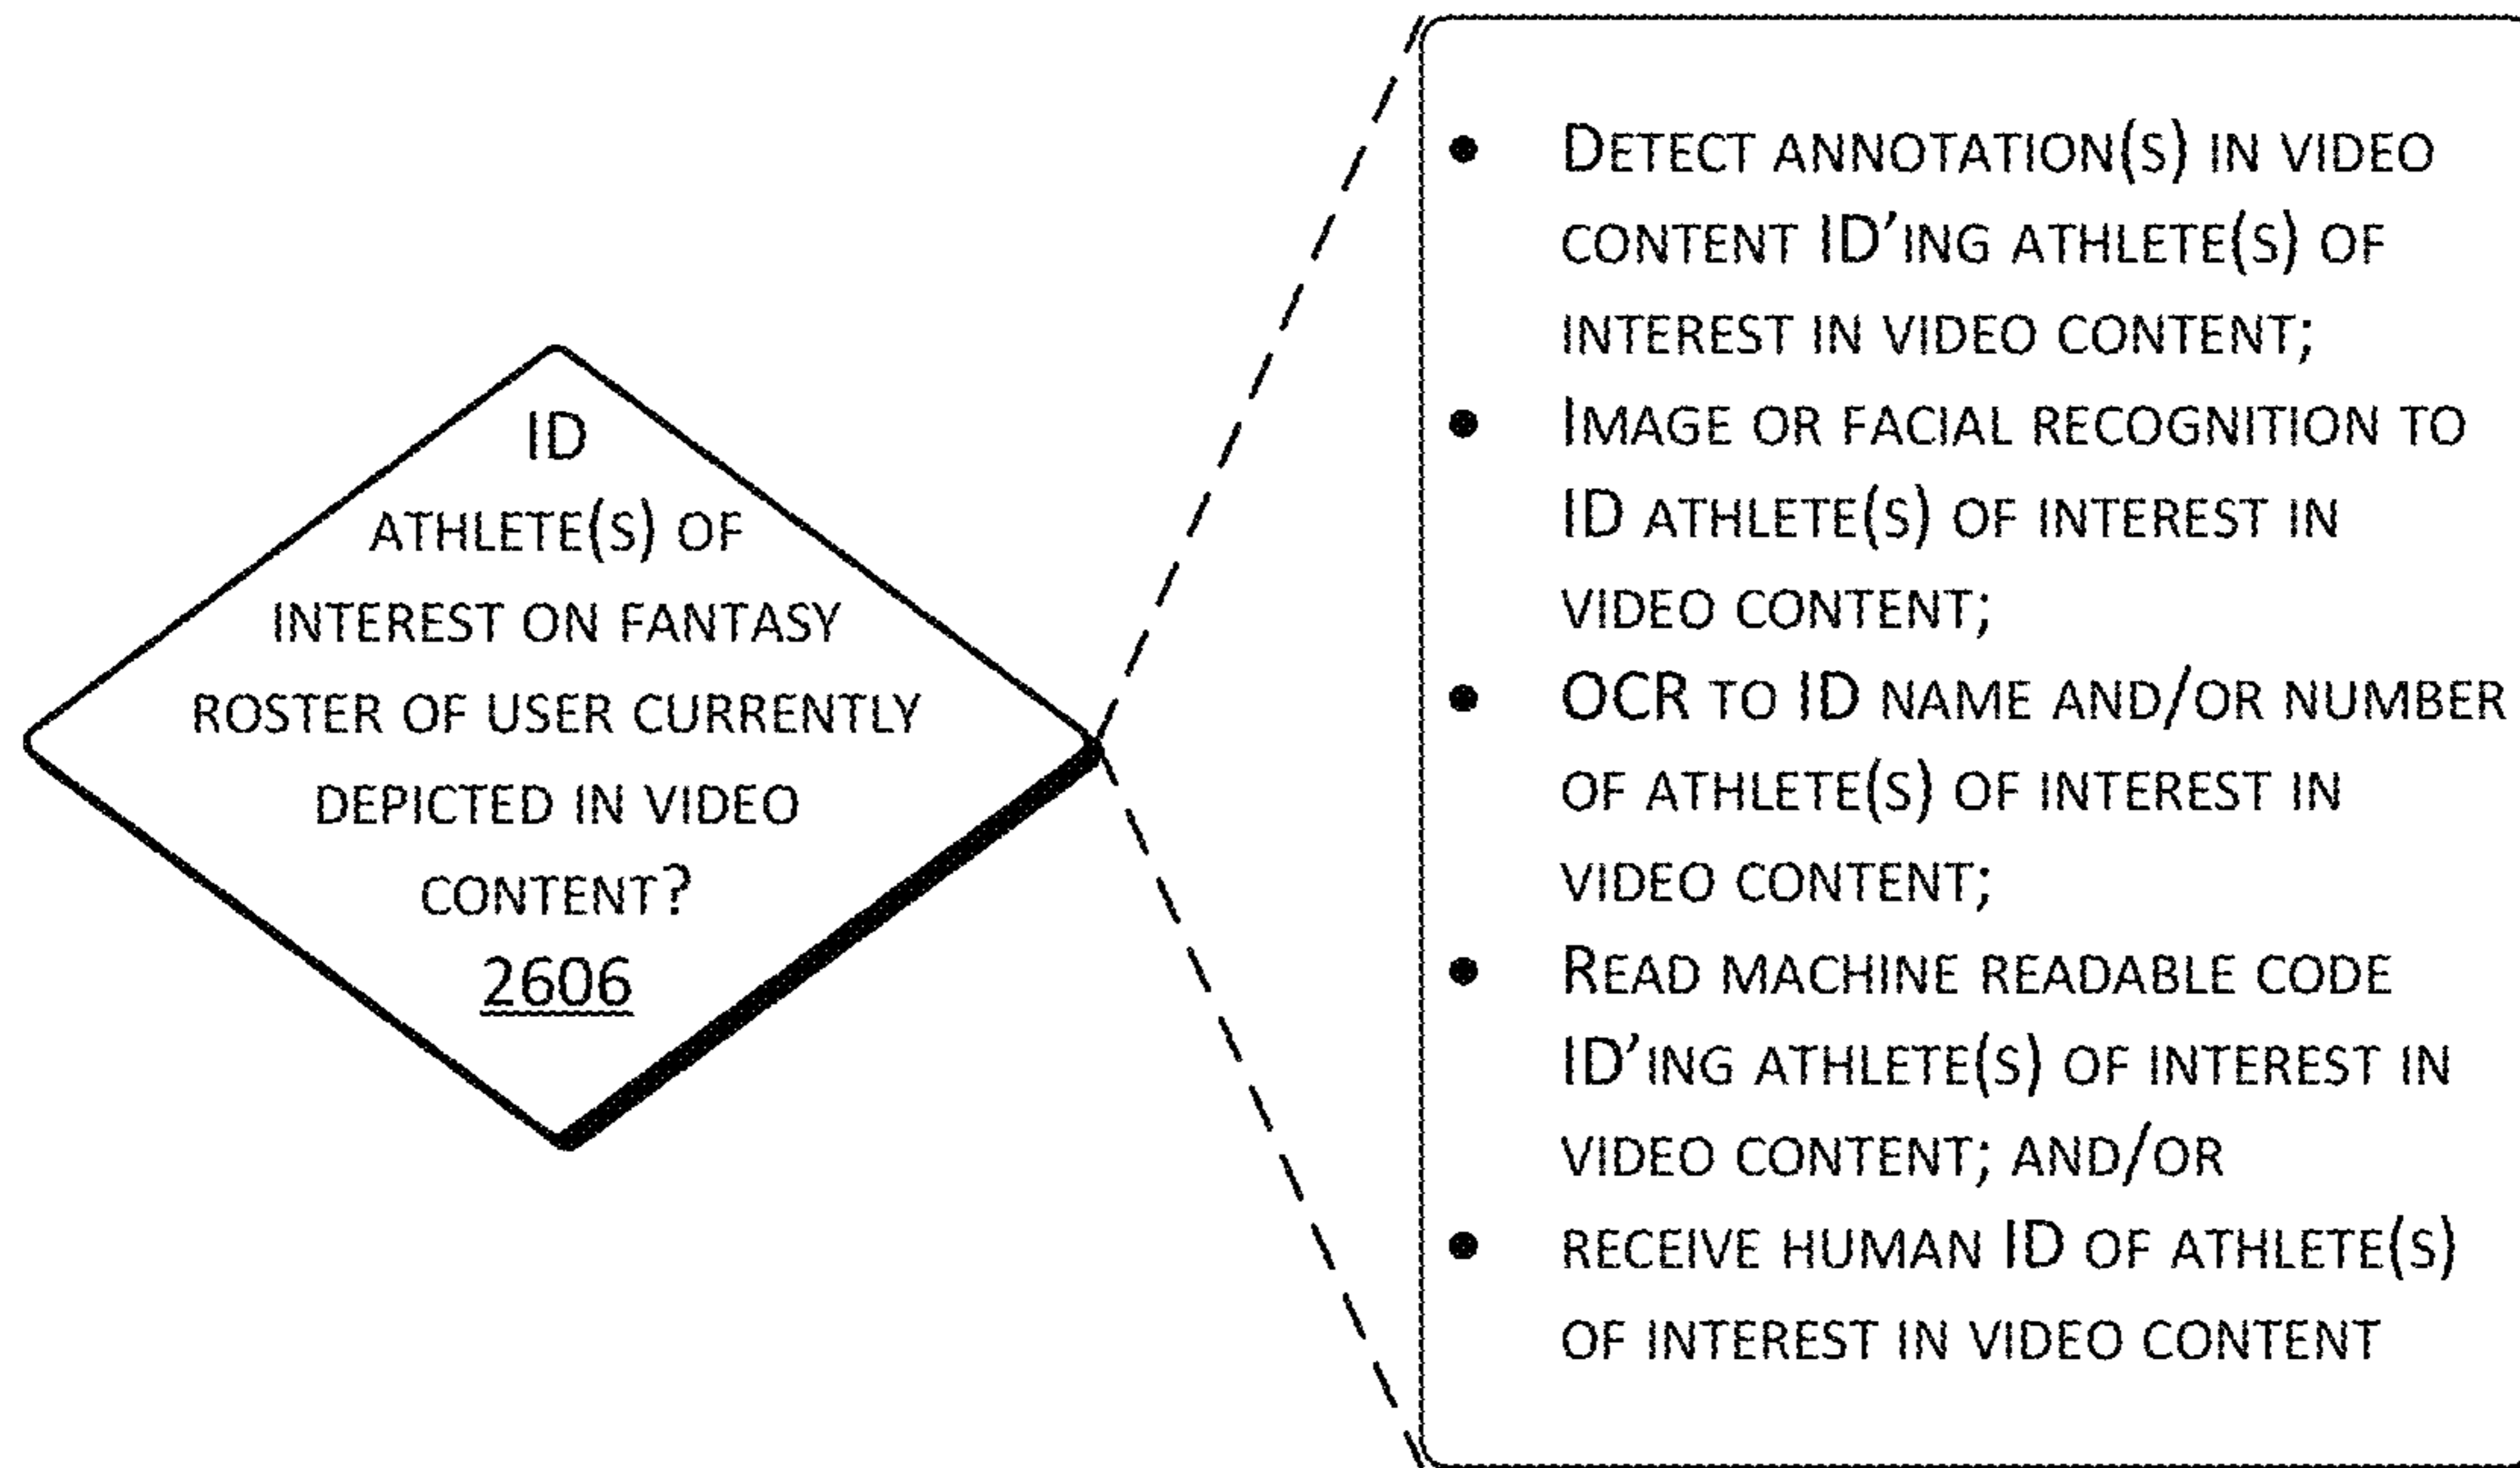 ID
ATHLETE(S) OF
INTEREST ON FANTASY
ROSTER OF USER CURRENTLY
DEPICTED IN VIDEO
CONTENT?
2606
• DETECT ANNOTATION(S) IN VIDEO
CONTENT ID'ING ATHLETE(S) OF
INTEREST IN VIDEO CONTENT;
• IMAGE OR FACIAL RECOGNITION TO
ID ATHLETE(S) OF INTEREST IN
VIDEO CONTENT;
• OCR TO ID NAME AND/OR NUMBER
OF ATHLETE(S) OF INTEREST IN
VIDEO CONTENT;
• READ MACHINE READABLE CODE
ID'ING ATHLETE(S) OF INTEREST IN
VIDEO CONTENT; AND/OR
• RECEIVE HUMAN ID OF ATHLETE(S)
OF INTEREST IN VIDEO CONTENT